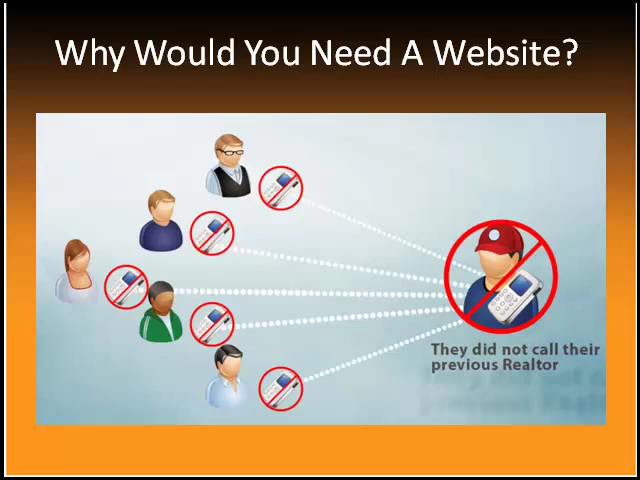 Why Would You Need A Website?
They did not call their
previous Realtor